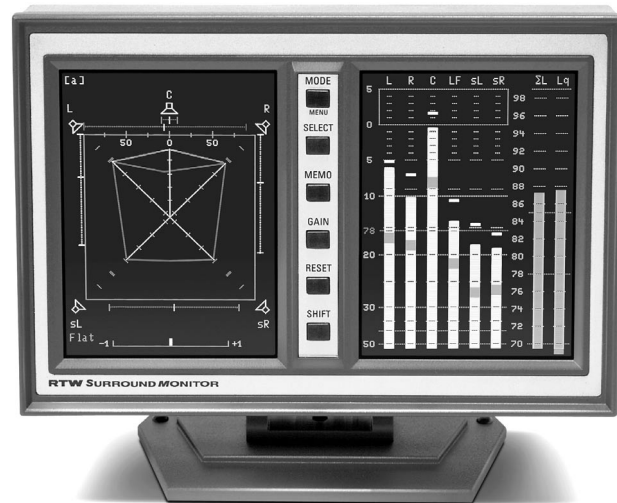 [a]
C
L R
50 0 50
sL sR
Flat
-1 +1
MODE
MENU
SELECT
MEMO
GAIN
RESET
SHIFT
L R C LF sL sR ΣL Lq
5
0
5
10
78
20
30
50
98
96
94
92
90
88
86
84
82
80
78
76
74
72
70
RTW SURROUND MONITOR